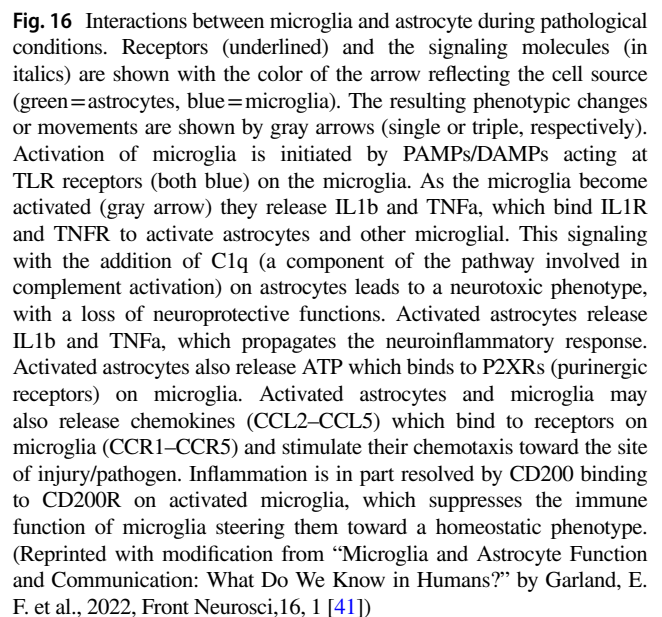 Fig. 16 Interactions between microglia and astrocyte during pathological
conditions. Receptors (underlined) and the signaling molecules (in
italics) are shown with the color of the arrow reflecting the cell source
(green=astrocytes, blue=microglia). The resulting phenotypic changes
or movements are shown by gray arrows (single or triple, respectively).
Activation of microglia is initiated by PAMPs/DAMPs acting at
TLR receptors (both blue) on the microglia. As the microglia become
activated (gray arrow) they release IL1b and TNFa, which bind IL1R
and TNFR to activate astrocytes and other microglial. This signaling
with the addition of C1q (a component of the pathway involved in
complement activation) on astrocytes leads to a neurotoxic phenotype,
with a loss of neuroprotective functions. Activated astrocytes release
IL1b and TNFa, which propagates the neuroinflammatory response.
Activated astrocytes also release ATP which binds to P2XRs (purinergic
receptors) on microglia. Activated astrocytes and microglia may
also release chemokines (CCL2–CCL5) which bind to receptors on
microglia (CCR1–CCR5) and stimulate their chemotaxis toward the site
of injury/pathogen. Inflammation is in part resolved by CD200 binding
to CD200R on activated microglia, which suppresses the immune
function of microglia steering them toward a homeostatic phenotype.
(Reprinted with modification from “Microglia and Astrocyte Function
and Communication: What Do We Know in Humans?” by Garland, E.
F. et al., 2022, Front Neurosci,16, 1 [41])